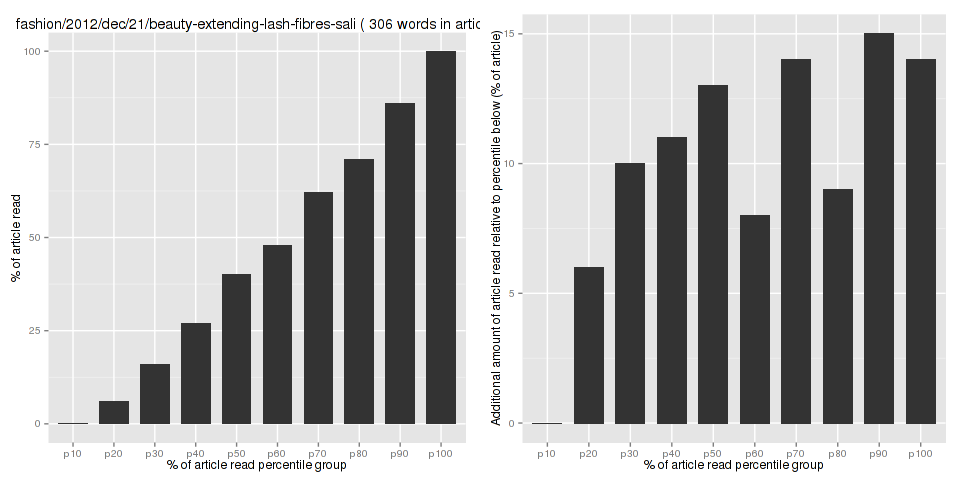 fashion/2012/dec/21/beauty-extending-lash-fibres-sali ( 306 words in artic
% of article read
100
75
50
25
0
p10 p20 p30 p40 p50 p60 p70 p80 p90 p100
% of article read percentile group
Additional amount of article read relative to percentile below (% of article)
15
10
5
0
p10 p20 p30 p40 p50 p60 p70 p80 p90 p100
% of article read percentile group